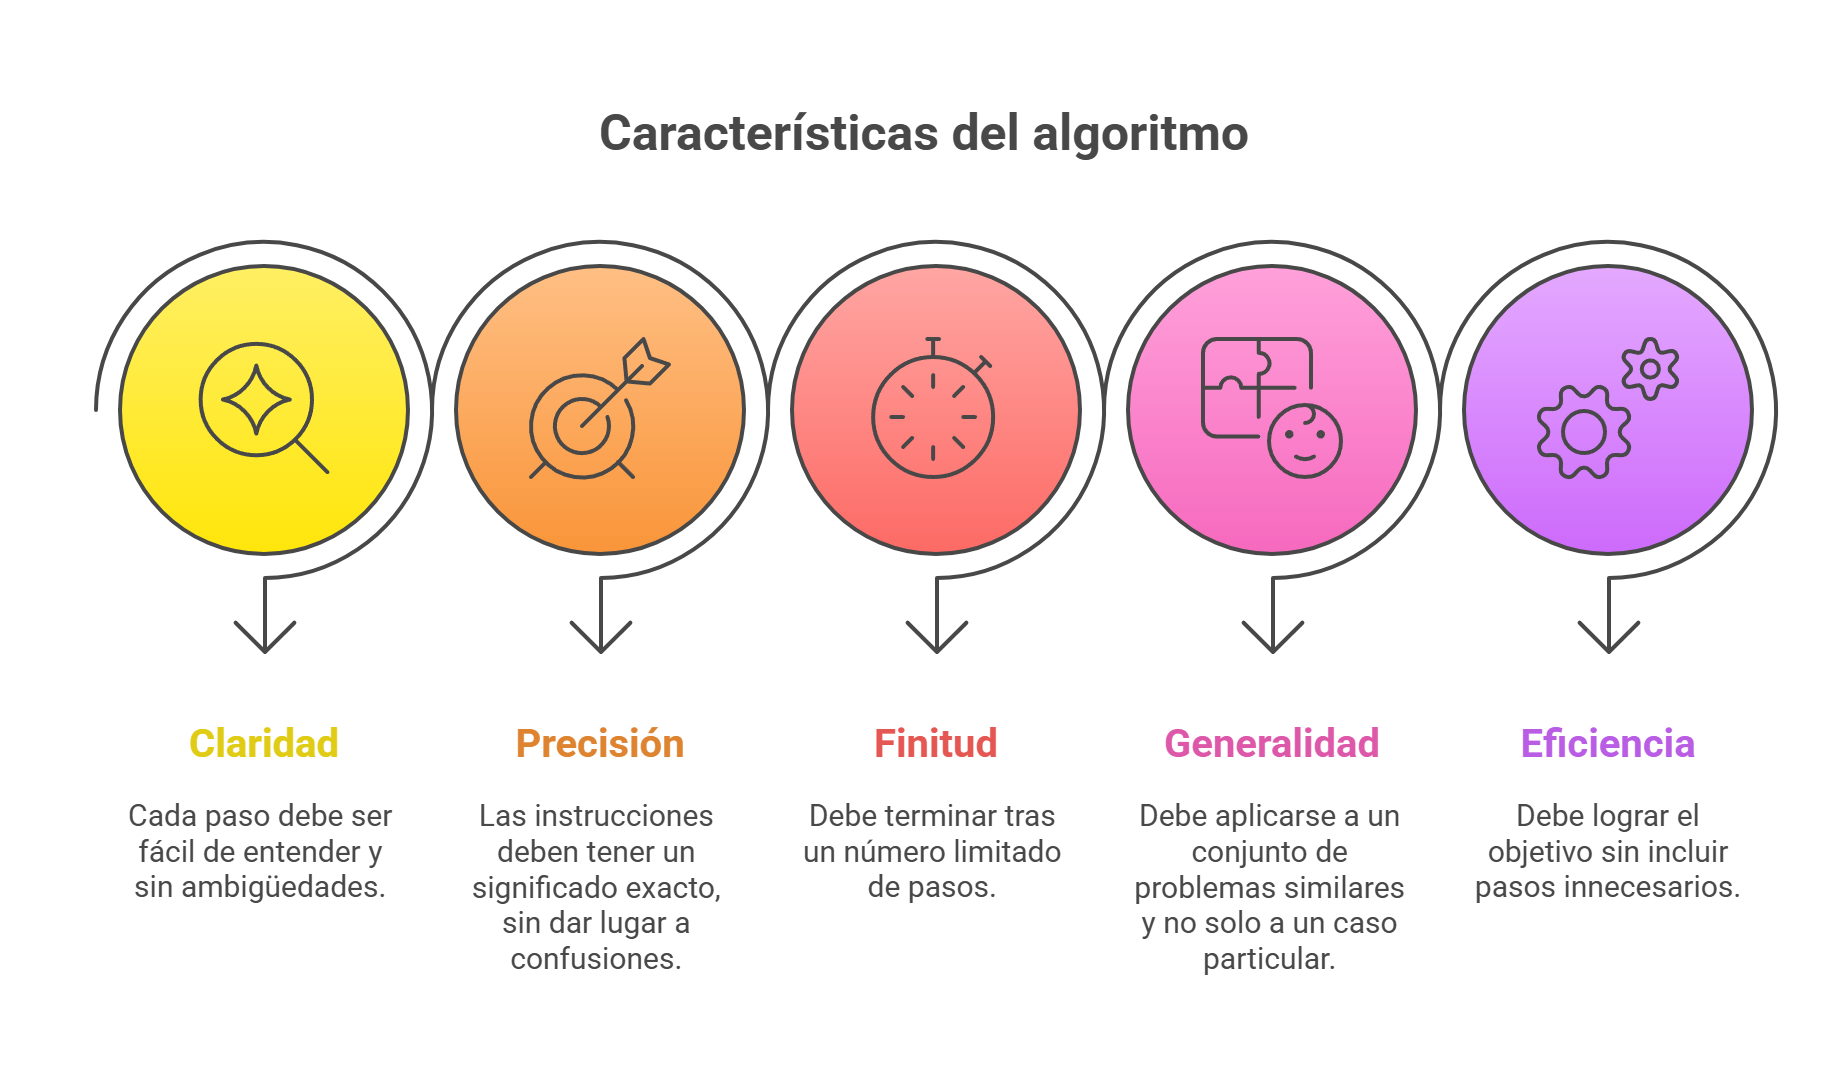 Características del algoritmo
Claridad
Cada paso debe ser
fácil de entender y
sin ambigüedades.
Precisión
Las instrucciones
deben tener un
significado exacto,
sin dar lugar a
confusiones.
Finitud
Debe terminar tras
un número limitado
de pasos.
Generalidad
Debe aplicarse a un
conjunto de
problemas similares
y no solo a un caso
particular.
Eficiencia
Debe lograr el
objetivo sin incluir
pasos innecesarios.